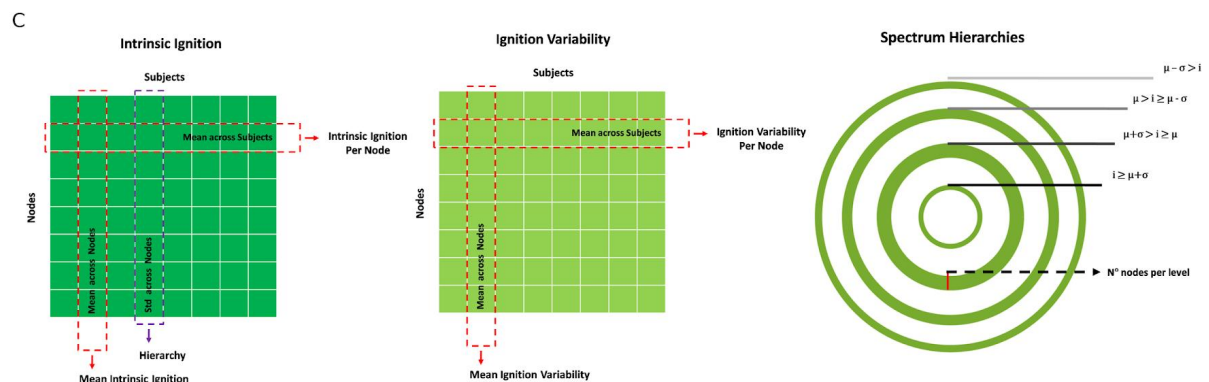 C
Intrinsic Ignition
Subjects
Mean across Subjects
Intrinsic Ignition
Per Node
Nodes
Mean across Nodes
Std across Nodes
Hierarchy
Mean Intrinsic Ignition
Ignition Variability
Subjects
Mean across Subjects
Ignition Variability
Per Node
Nodes
Mean across Nodes
Mean Ignition Variability
Spectrum Hierarchies
μ – σ > i
μ > i ≥ μ - σ
μ+σ > i ≥ μ
i ≥ μ+σ
N° nodes per level